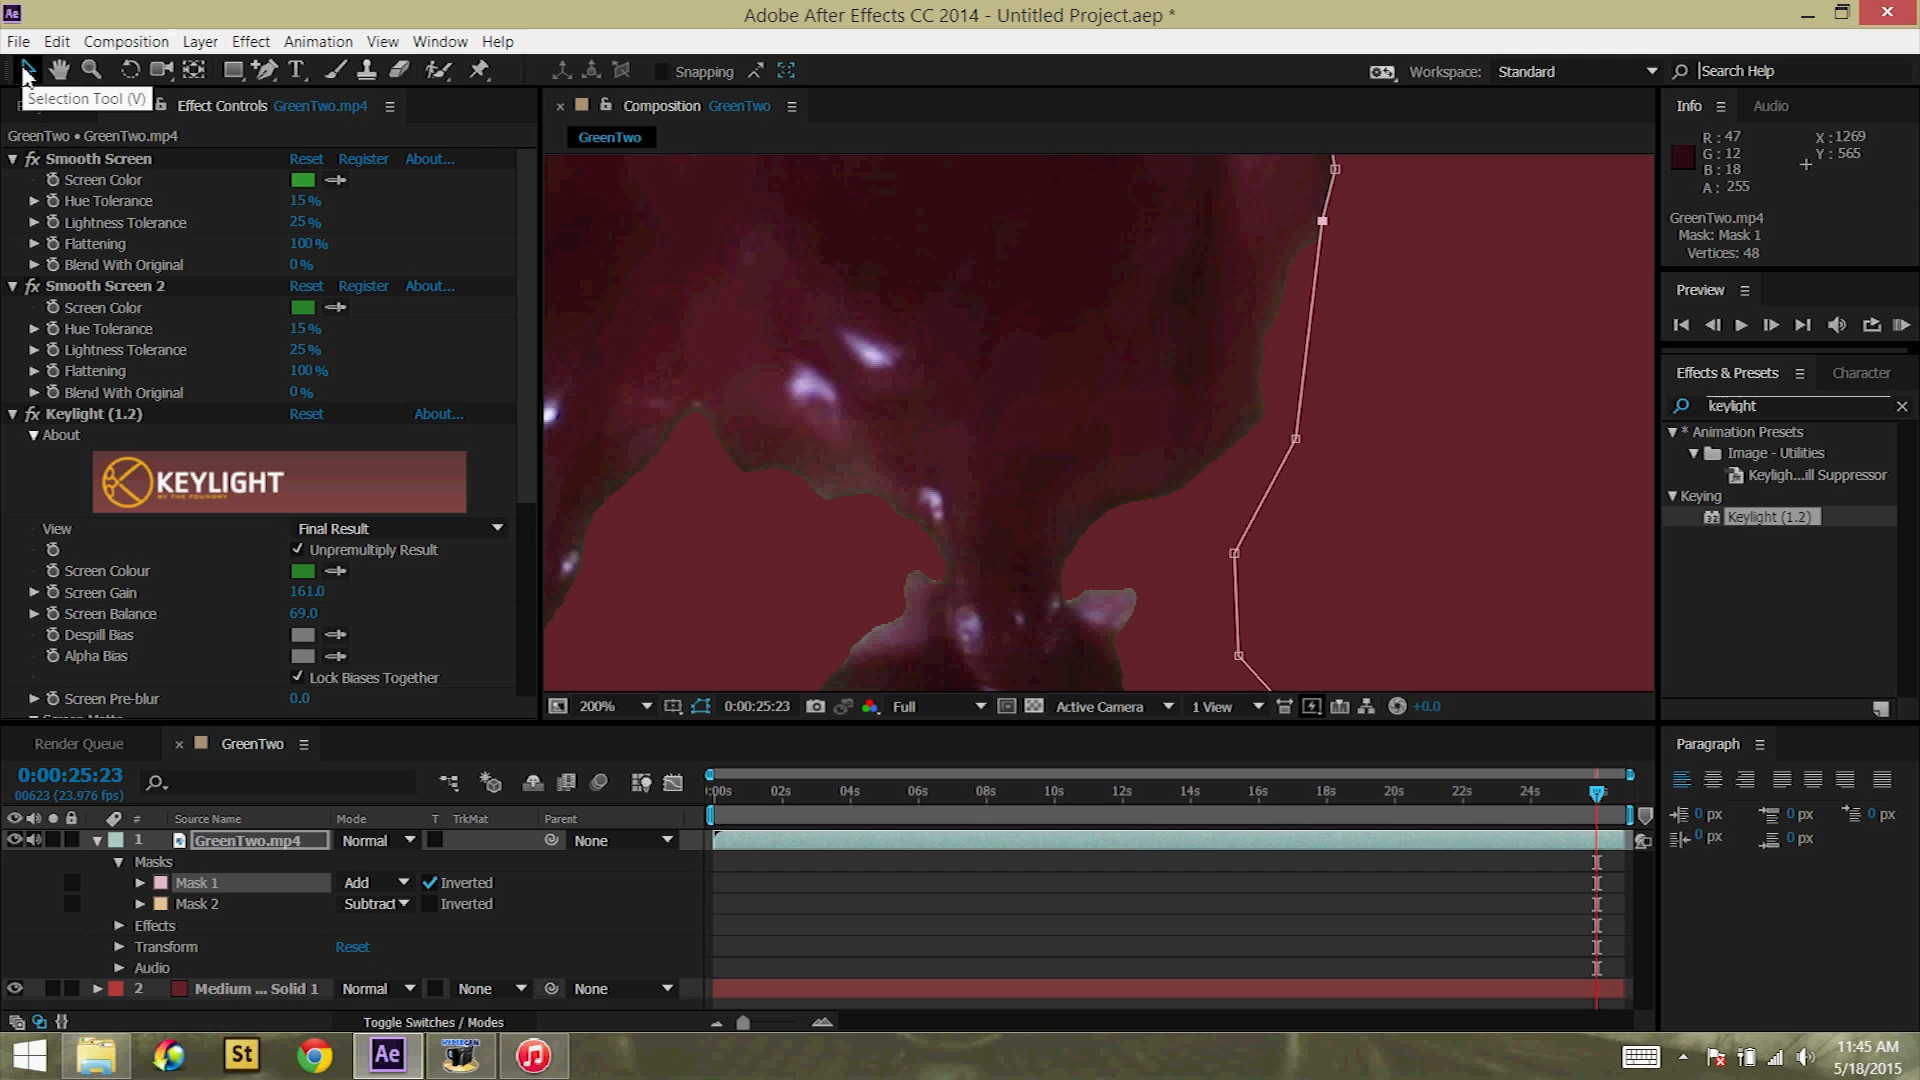 Ae
Adobe After Effects CC 2014 - Untitled Project.aep *
File Edit Composition Layer Effect Animation View Window Help
T Snapping Workspace: Standard Search Help
Selection Tool (V)
Effect Controls GreenTwo.mp4
GreenTwo • GreenTwo.mp4
fx Smooth Screen Reset Register About...
Screen Color
Hue Tolerance 15%
Lightness Tolerance 25%
Flattening 100%
Blend With Original 0%
fx Smooth Screen 2 Reset Register About...
Screen Color
Hue Tolerance 15%
Lightness Tolerance 25%
Flattening 100%
Blend With Original 0%
fx Keylight (1.2) Reset About...
About
KEYLIGHT
BY THE FOUNDRY
View Final Result
Unpremultiply Result
Screen Colour
Screen Gain 161.0
Screen Balance 69.0
Despill Bias
Alpha Bias
Lock Biases Together
Screen Pre-blur 0.0
Composition GreenTwo
GreenTwo
200% 0:00:25:23 Full Active Camera 1 View +0.0
Info Audio
R: 47 X: 1269
G: 12 Y: 565
B: 18
A: 255
GreenTwo.mp4
Mask: Mask 1
Vertices: 48
Preview
Effects & Presets Character
keylight
* Animation Presets
Image - Utilities
Keyligh...ill Suppressor
Keying
32 Keylight (1.2)
Render Queue GreenTwo
0:00:25:23
00623 (23.976 fps)
:00s 02s 04s 06s 08s 10s 12s 14s 16s 18s 20s 22s 24s
# Source Name Mode T TrkMat Parent
1 GreenTwo.mp4 Normal None
Masks
Mask 1 Add Inverted
Mask 2 Subtract Inverted
Effects
Transform Reset
Audio
2 Medium ... Solid 1 Normal None None
Toggle Switches / Modes
Paragraph
0 px 0 px 0 px
0 px 0 px
St Ae HYPERCAM
11:45 AM
5/18/2015